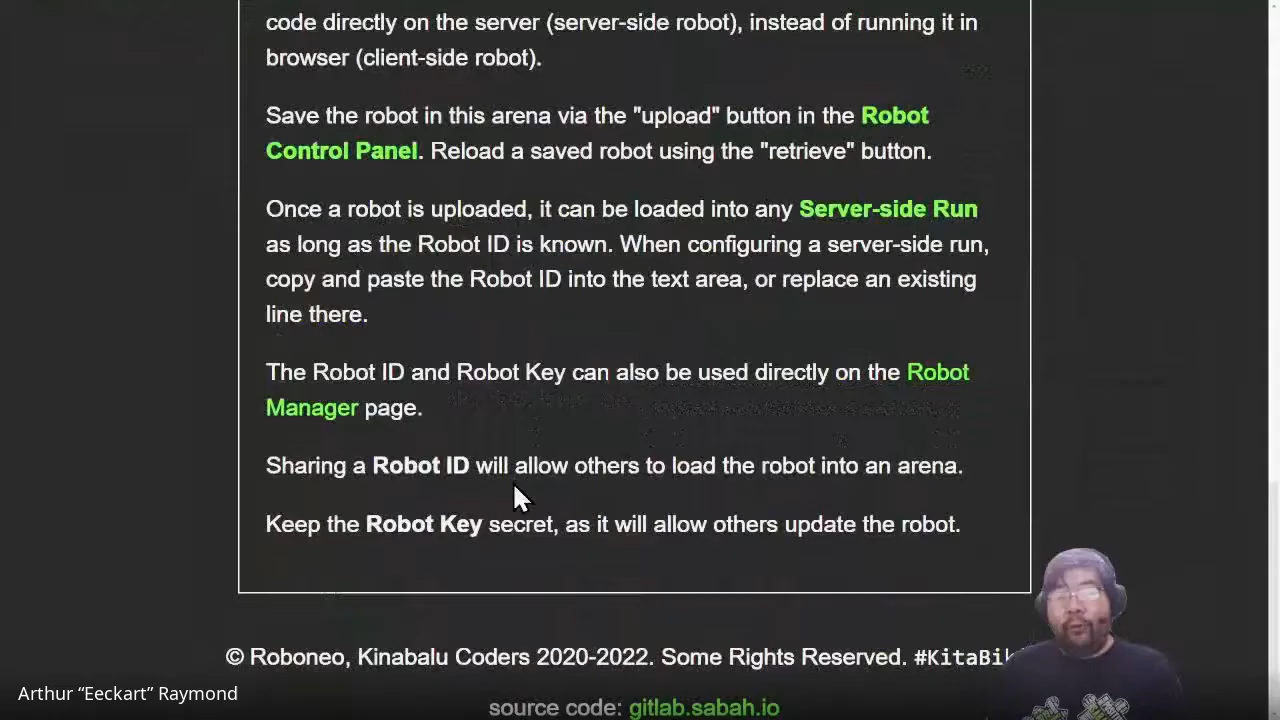 code directly on the server (server-side robot), instead of running it in
browser (client-side robot).
Save the robot in this arena via the "upload" button in the Robot
Control Panel. Reload a saved robot using the "retrieve" button.
Once a robot is uploaded, it can be loaded into any Server-side Run
as long as the Robot ID is known. When configuring a server-side run,
copy and paste the Robot ID into the text area, or replace an existing
line there.
The Robot ID and Robot Key can also be used directly on the Robot
Manager page.
Sharing a Robot ID will allow others to load the robot into an arena.
Keep the Robot Key secret, as it will allow others update the robot.
© Roboneo, Kinabalu Coders 2020-2022. Some Rights Reserved.
Arthur “Eeckart” Raymond
source code: gitlab.sabah.io